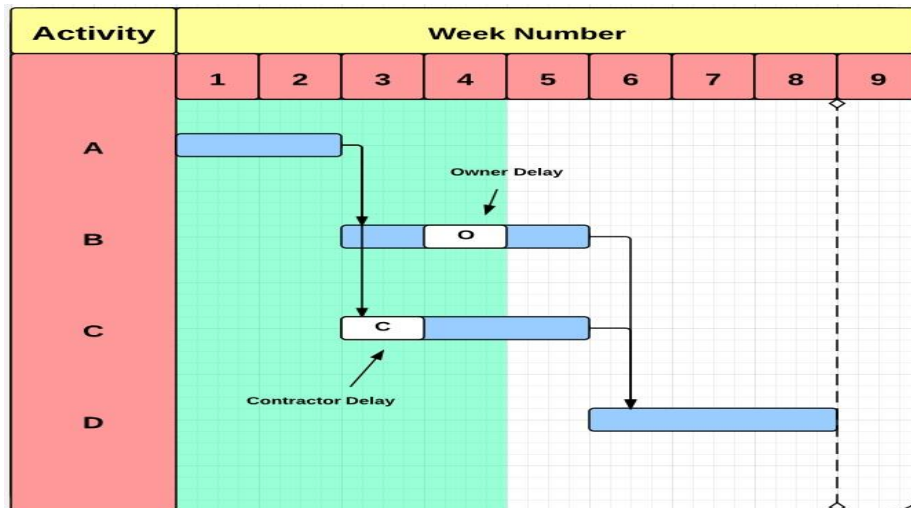 Activity
Week Number
1 2 3 4 5 6 7 8 9
A
Owner Delay
B
O
C
C
Contractor Delay
D